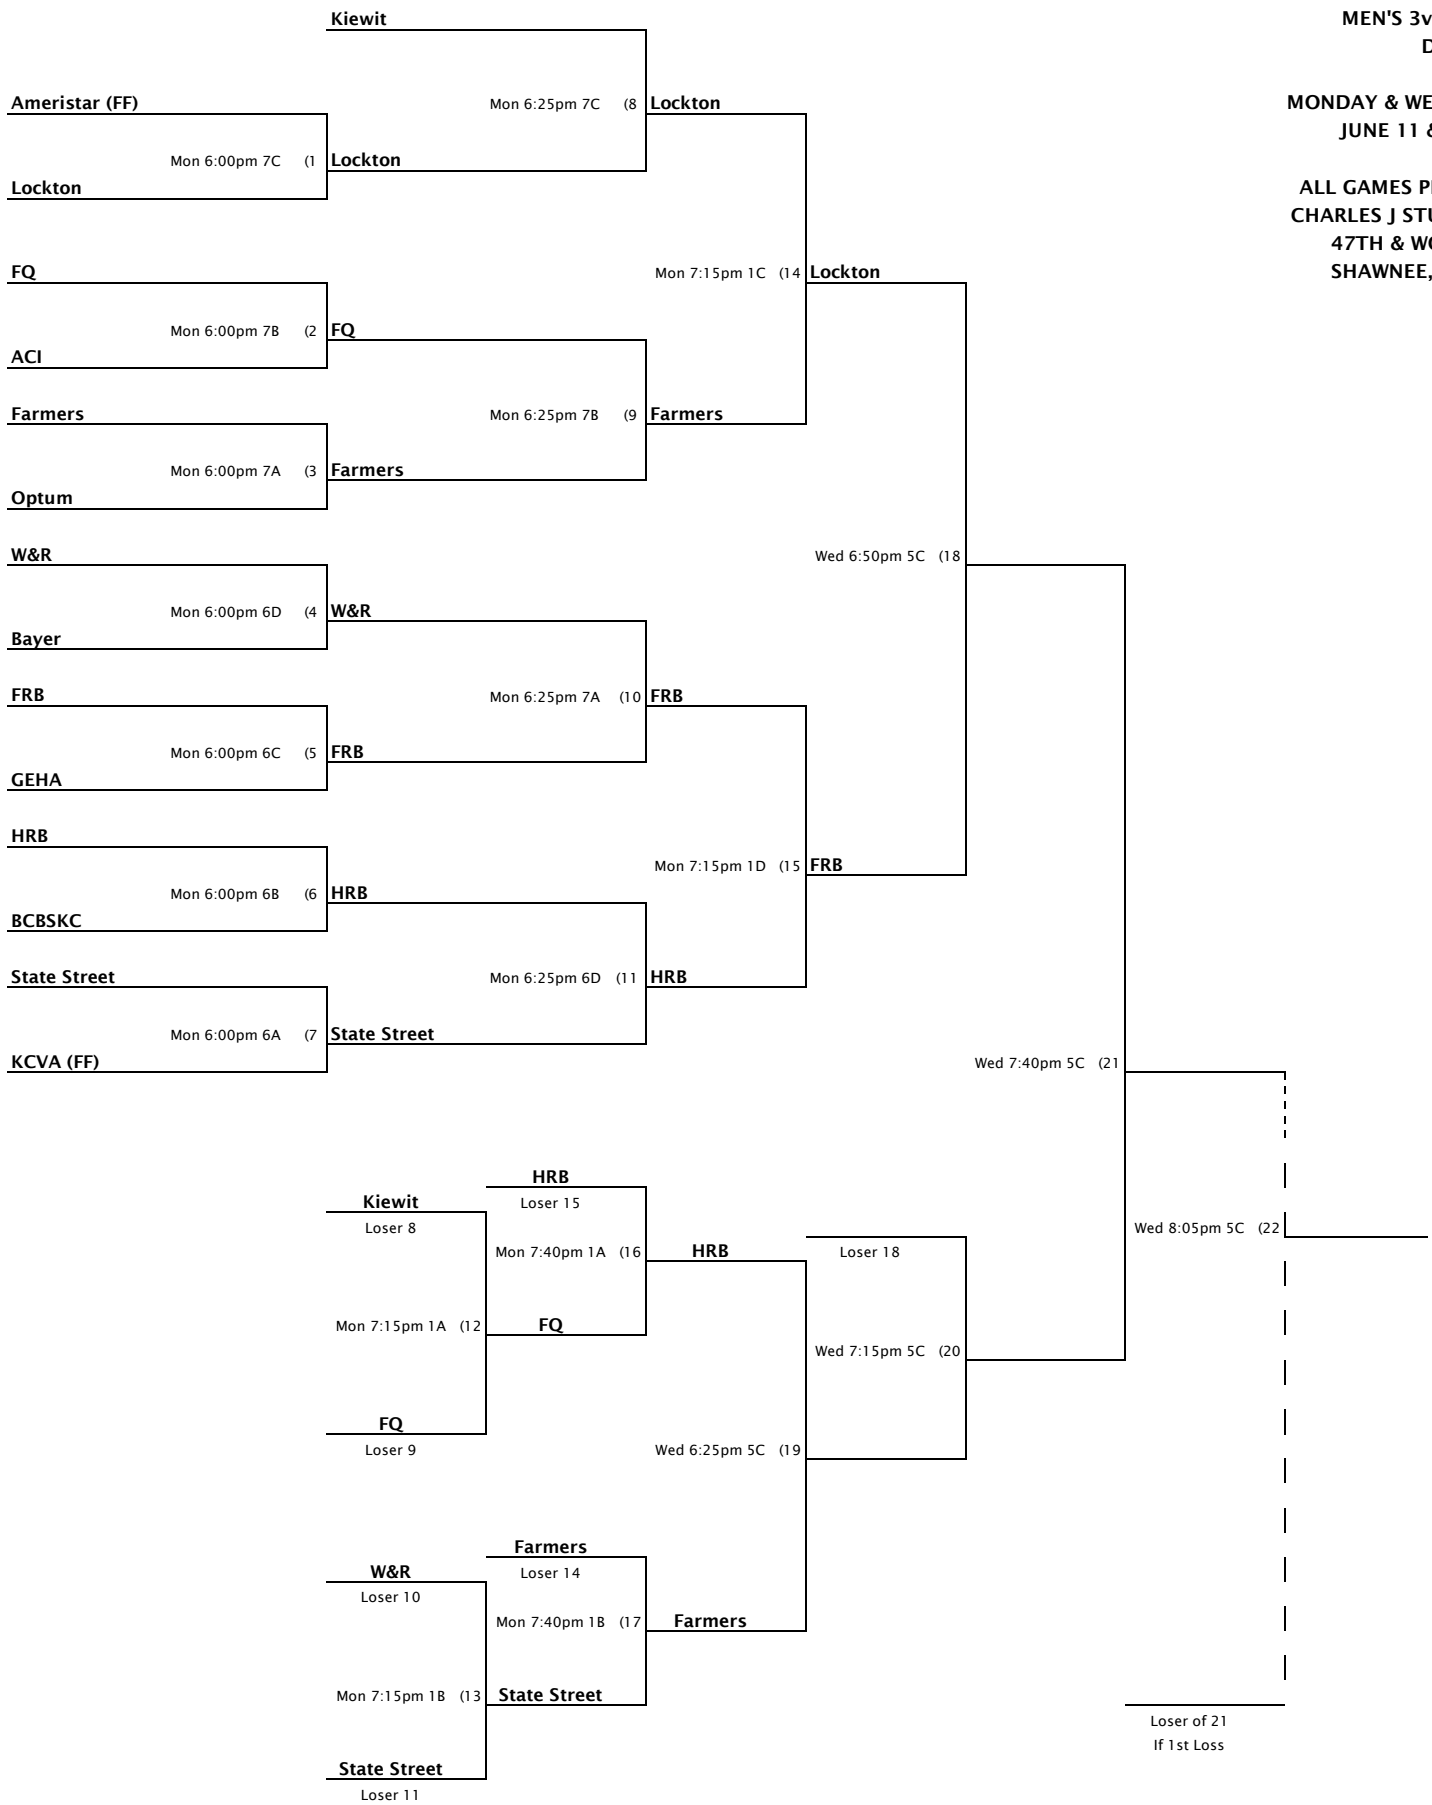 Kiewit
MEN'S 3v
D
Ameristar (FF)
Mon 6:25pm 7C (8
Lockton
MONDAY & WE
JUNE 11 &
Mon 6:00pm 7C (1
Lockton
Lockton
ALL GAMES P
CHARLES J STU
47TH & WO
SHAWNEE,
FQ
Mon 7:15pm 1C (14
Lockton
Mon 6:00pm 7B (2
FQ
ACI
Farmers
Mon 6:25pm 7B (9
Farmers
Mon 6:00pm 7A (3
Farmers
Optum
W&R
Wed 6:50pm 5C (18
Mon 6:00pm 6D (4
W&R
Bayer
FRB
Mon 6:25pm 7A (10
FRB
Mon 6:00pm 6C (5
FRB
GEHA
HRB
Mon 7:15pm 1D (15
FRB
Mon 6:00pm 6B (6
HRB
BCBSKC
State Street
Mon 6:25pm 6D (11
HRB
Mon 6:00pm 6A (7
State Street
KCVA (FF)
Wed 7:40pm 5C (21
HRB
Loser 15
Kiewit
Loser 8
Wed 8:05pm 5C (22
Mon 7:40pm 1A (16
HRB
Loser 18
Mon 7:15pm 1A (12
FQ
Wed 7:15pm 5C (20
FQ
Loser 9
Wed 6:25pm 5C (19
Farmers
Loser 14
W&R
Loser 10
Mon 7:40pm 1B (17
Farmers
Mon 7:15pm 1B (13
State Street
Loser of 21
If 1st Loss
State Street
Loser 11